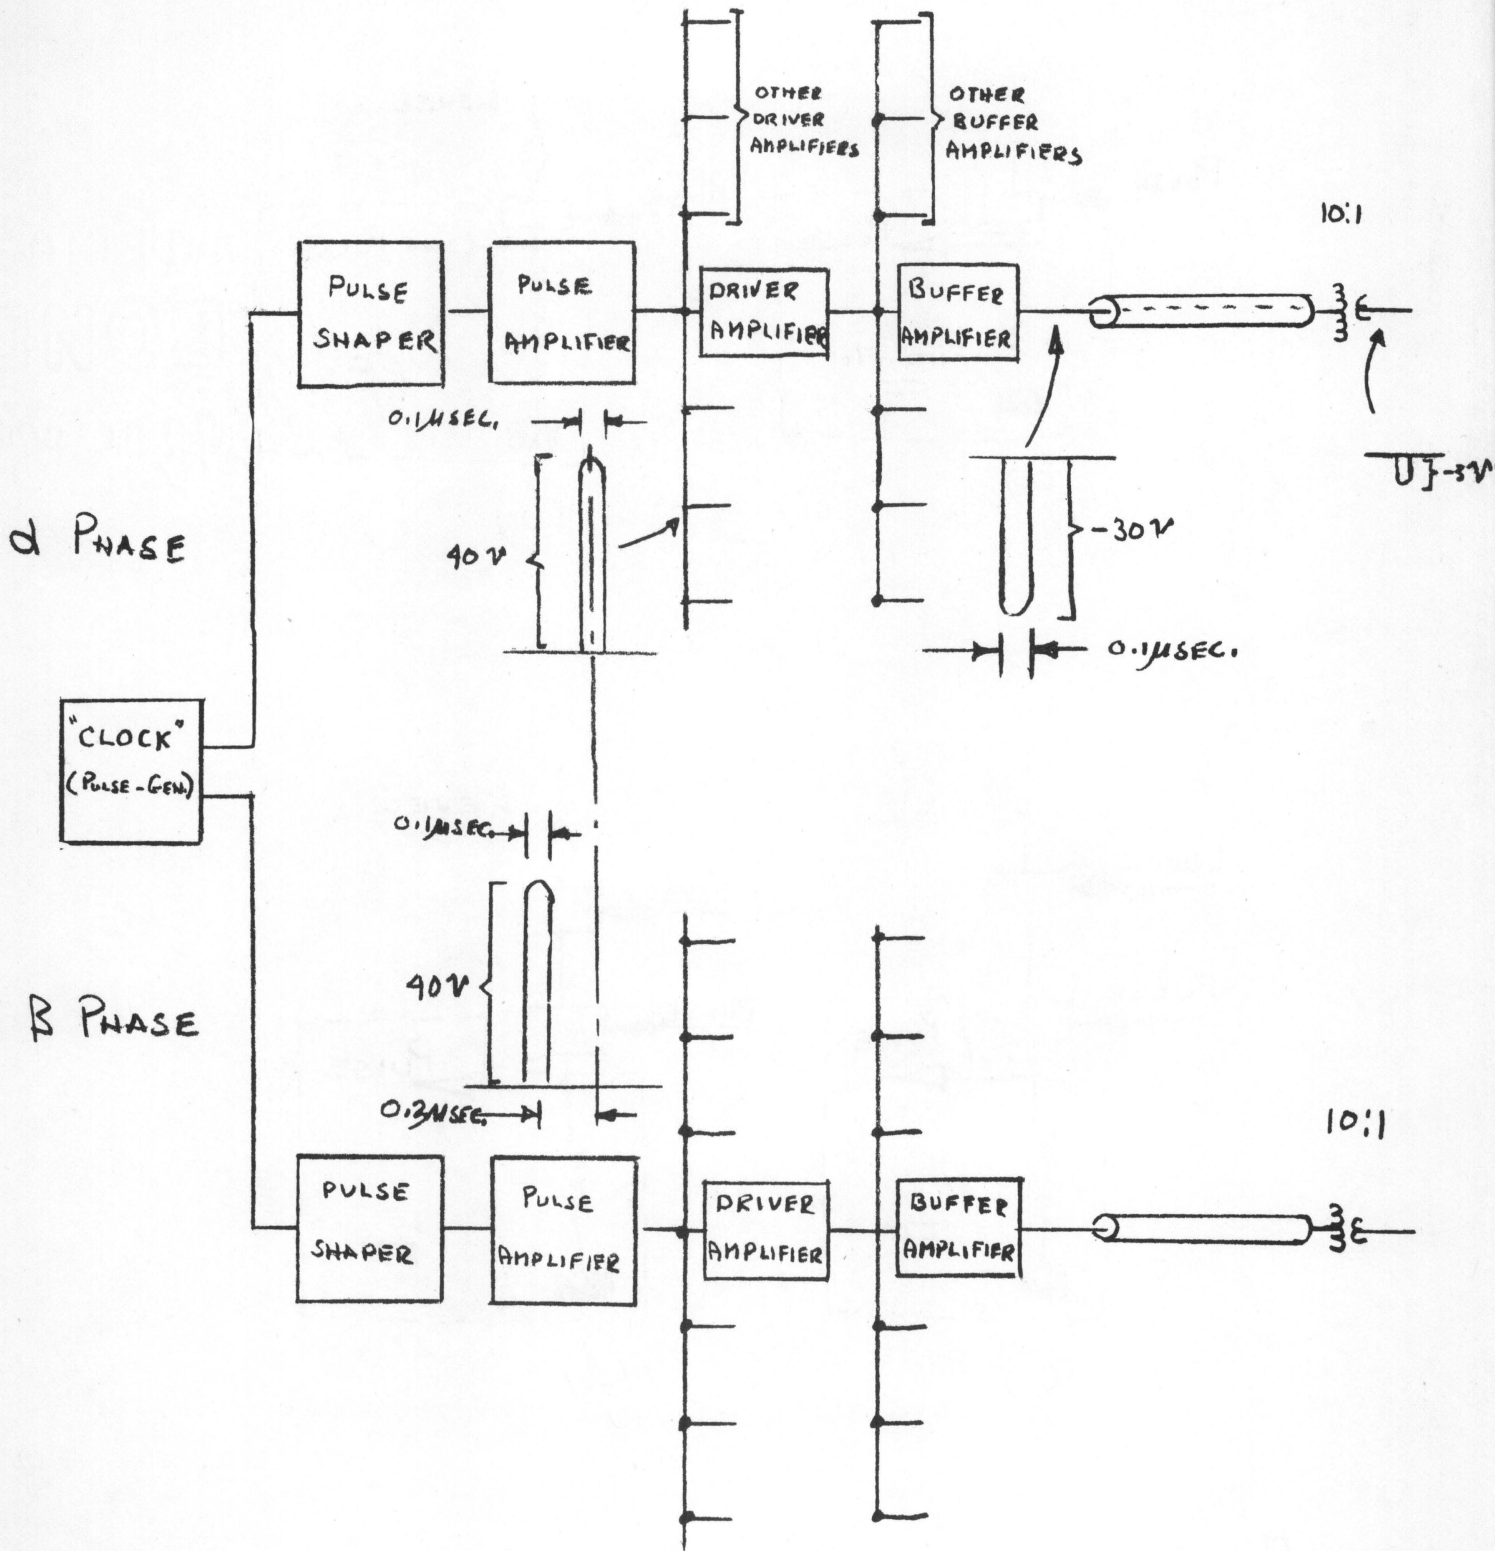 OTHER
DRIVER
AMPLIFIERS
OTHER
BUFFER
AMPLIFIERS
10:1
PULSE
SHAPER
PULSE
AMPLIFIER
DRIVER
AMPLIFIER
BUFFER
AMPLIFIER
0.1μSEC.
40V
-30V
-3V
0.1μSEC.
α PHASE
"CLOCK"
(PULSE-GEN.)
0.1μSEC.
40V
β PHASE
10:1
PULSE
SHAPER
PULSE
AMPLIFIER
DRIVER
AMPLIFIER
BUFFER
AMPLIFIER